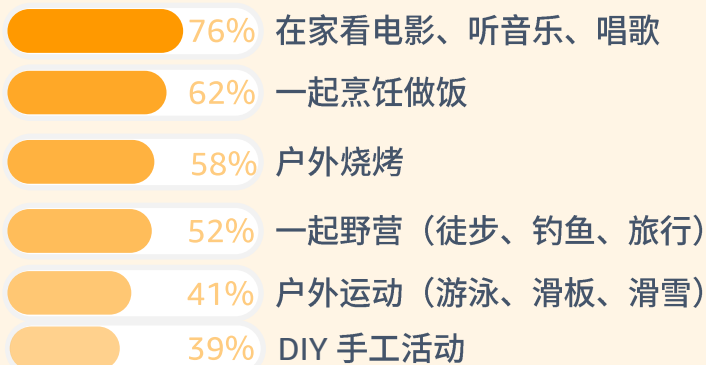 76% 在家看电影、听音乐、唱歌
62% 一起烹饪做饭
58% 户外烧烤
52% 一起野营（徒步、钓鱼、旅行）
41% 户外运动（游泳、滑板、滑雪）
39% DIY 手工活动